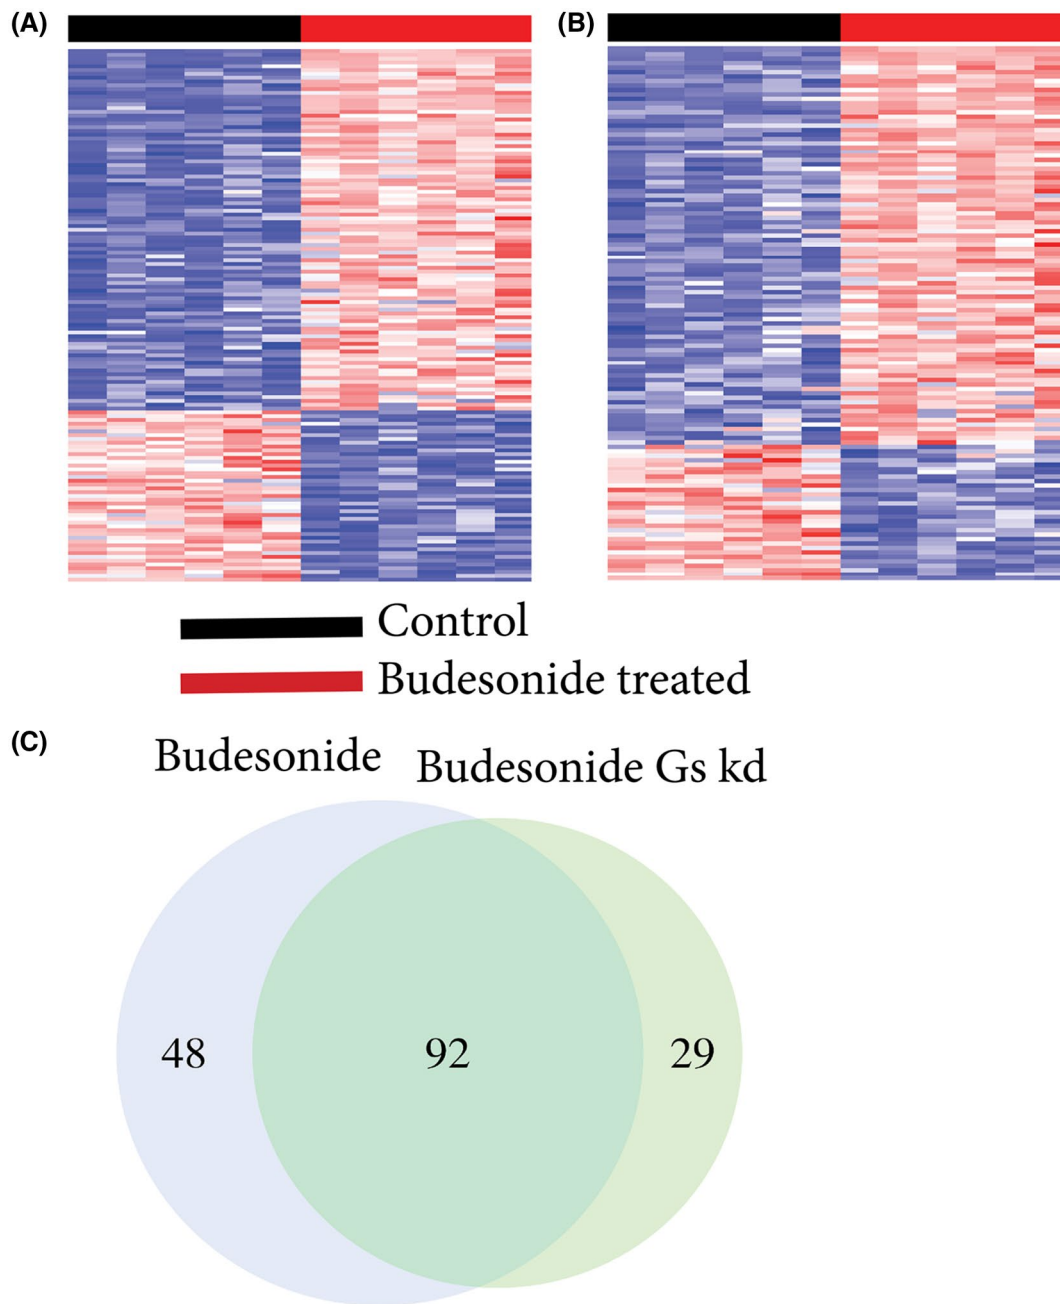 (A)
(B)
Control
Budesonide treated
(C)
Budesonide
Budesonide Gs kd
48
92
29